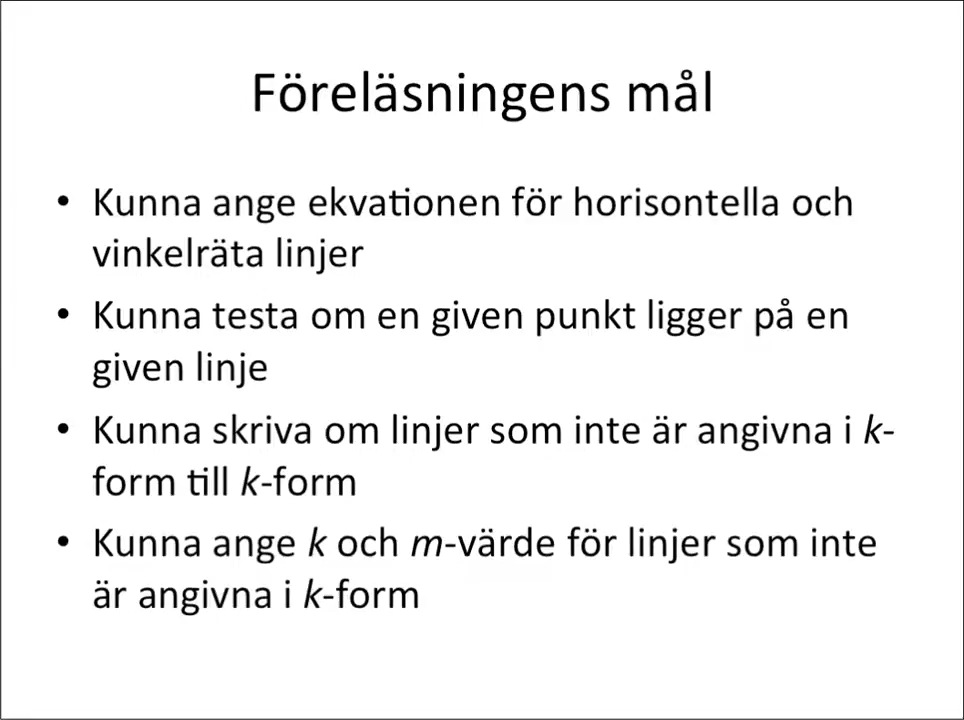 Föreläsningens mål
• Kunna ange ekvationen för horisontella och
vinkelräta linjer
• Kunna testa om en given punkt ligger på en
given linje
• Kunna skriva om linjer som inte är angivna i k-
form till k-form
• Kunna ange k och m-värde för linjer som inte
är angivna i k-form